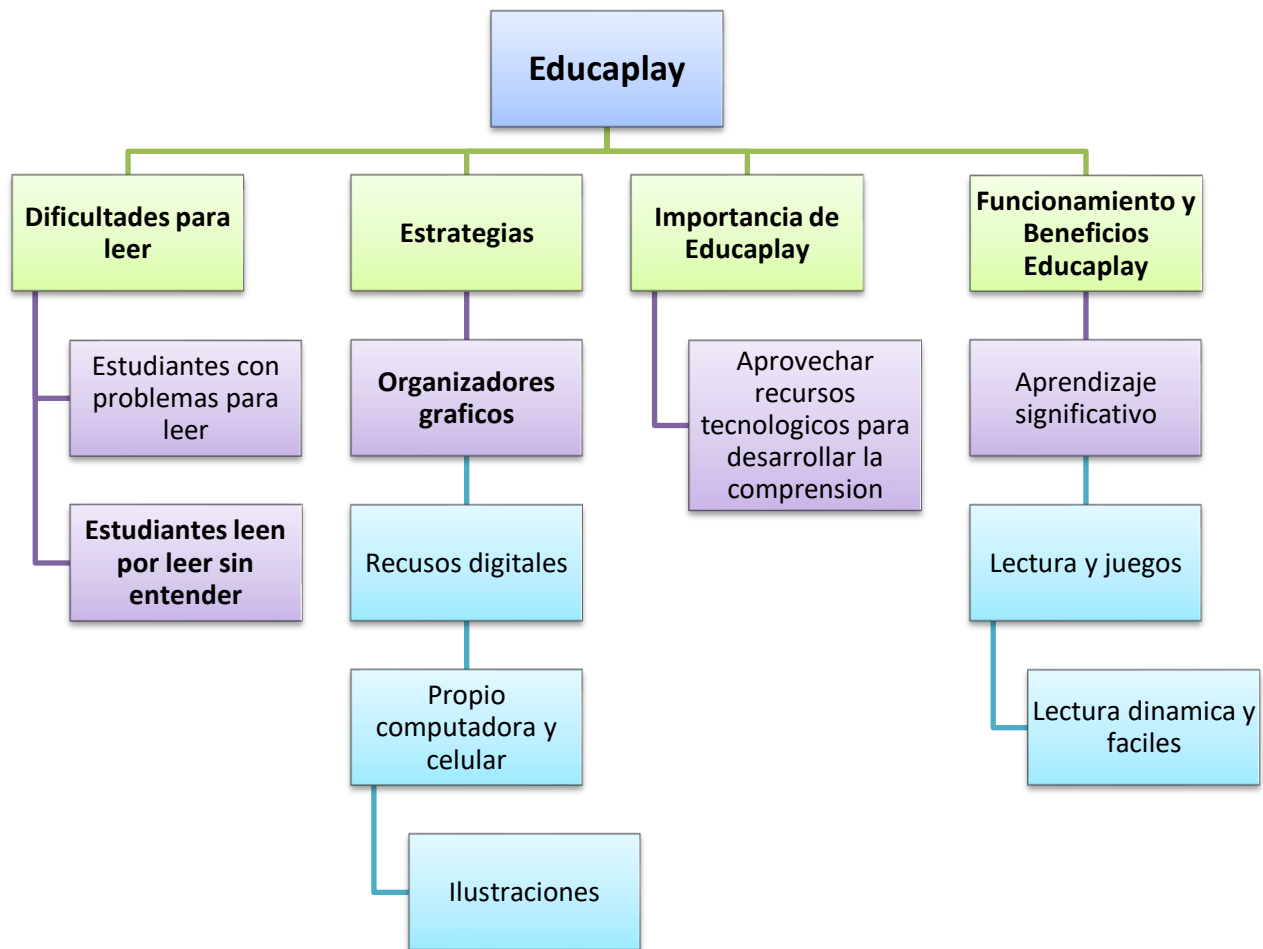 Educaplay
Dificultades para
leer
Estudiantes con
problemas para
leer
Estudiantes leen
por leer sin
entender
Estrategias
Organizadores
graficos
Recusos digitales
Propio
computadora y
celular
Ilustraciones
Importancia de
Educaplay
Aprovechar
recursos
tecnologicos para
desarrollar la
comprension
Funcionamiento y
Beneficios
Educaplay
Aprendizaje
significativo
Lectura y juegos
Lectura dinamica y
faciles